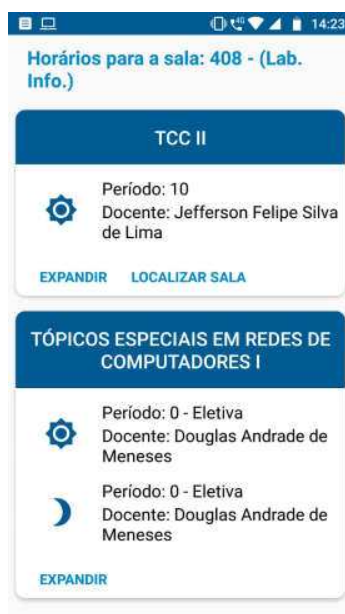 4G 14:23
Horários para a sala: 408 - (Lab.
Info.)
TCC II
Período: 10
Docente: Jefferson Felipe Silva
de Lima
EXPANDIR LOCALIZAR SALA
TÓPICOS ESPECIAIS EM REDES DE
COMPUTADORES I
Período: 0 - Eletiva
Docente: Douglas Andrade de
Meneses
Período: 0 - Eletiva
Docente: Douglas Andrade de
Meneses
EXPANDIR